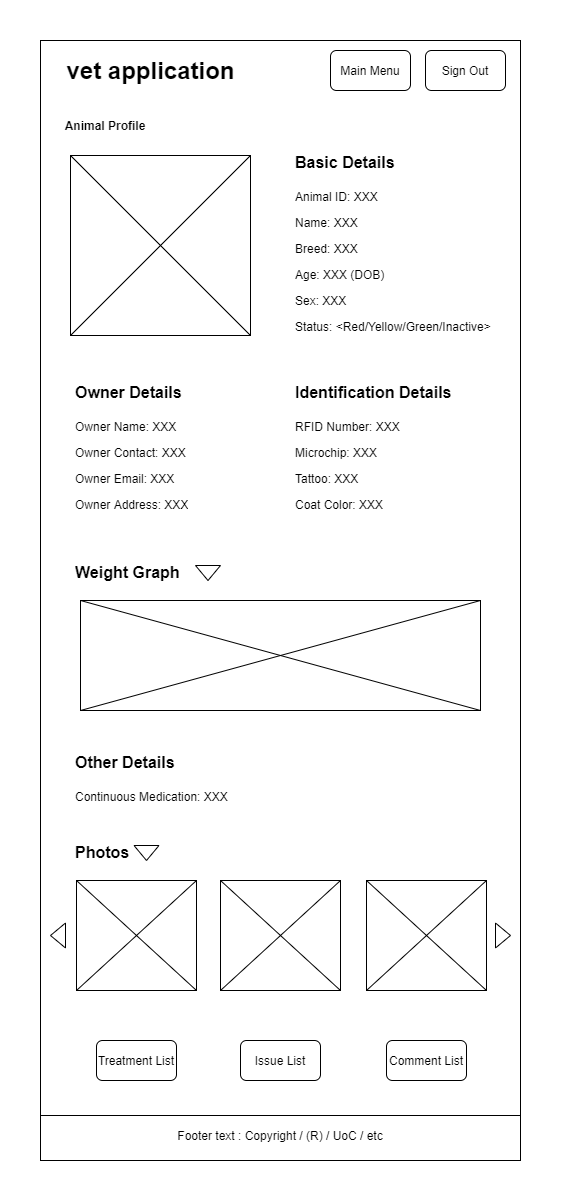 vet application
Main Menu
Sign Out
Animal Profile
Basic Details
Animal ID: XXX
Name: XXX
Breed: XXX
Age: XXX (DOB)
Sex: XXX
Status: <Red/Yellow/Green/Inactive>
Owner Details
Owner Name: XXX
Owner Contact: XXX
Owner Email: XXX
Owner Address: XXX
Identification Details
RFID Number: XXX
Microchip: XXX
Tattoo: XXX
Coat Color: XXX
Weight Graph
Other Details
Continuous Medication: XXX
Photos
Treatment List
Issue List
Comment List
Footer text : Copyright / (R) / UoC / etc